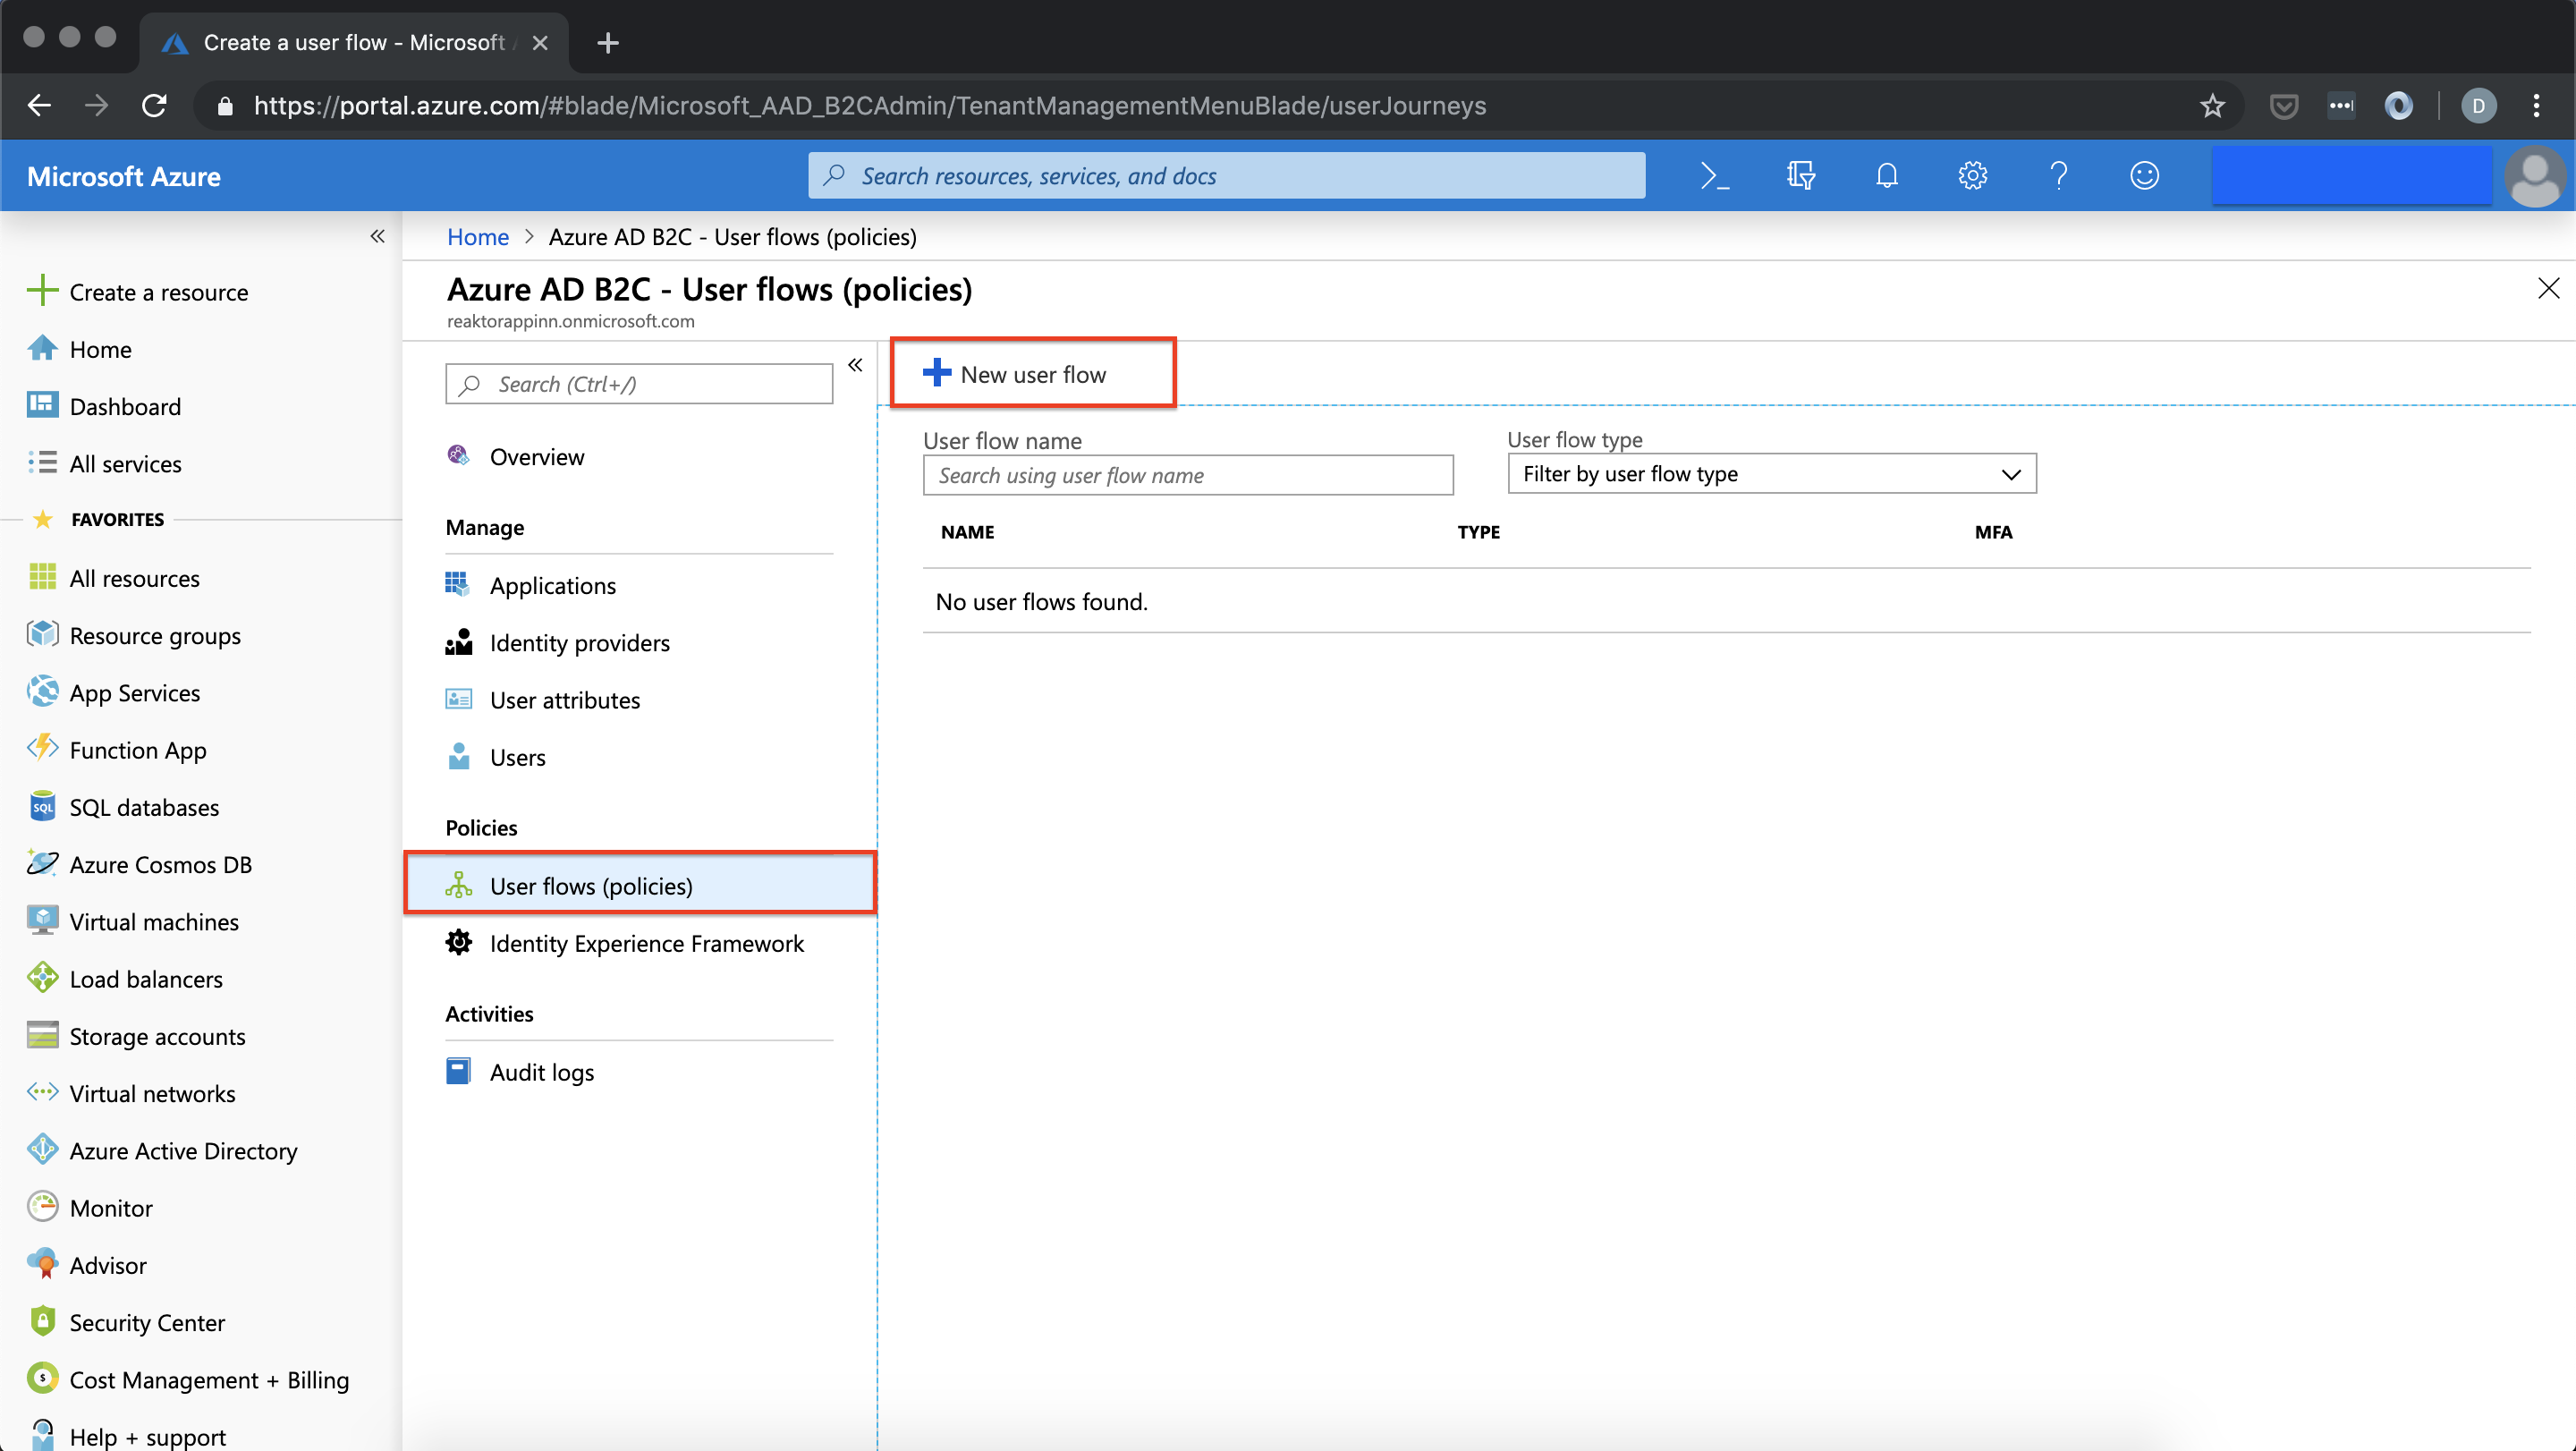 Create a user flow - Microsoft
https://portal.azure.com/#blade/Microsoft_AAD_B2CAdmin/TenantManagementMenuBlade/userJourneys
D
Microsoft Azure
Search resources, services, and docs
Home > Azure AD B2C - User flows (policies)
Azure AD B2C - User flows (policies)
reaktorappinn.onmicrosoft.com
Create a resource
Home
Dashboard
All services
FAVORITES
All resources
Resource groups
App Services
Function App
SQL
SQL databases
Azure Cosmos DB
Virtual machines
Load balancers
Storage accounts
Virtual networks
Azure Active Directory
Monitor
Advisor
Security Center
Cost Management + Billing
Help + support
Search (Ctrl+/)
Overview
Manage
Applications
Identity providers
User attributes
Users
Policies
User flows (policies)
Identity Experience Framework
Activities
Audit logs
New user flow
User flow name
Search using user flow name
User flow type
Filter by user flow type
NAME TYPE MFA
No user flows found.